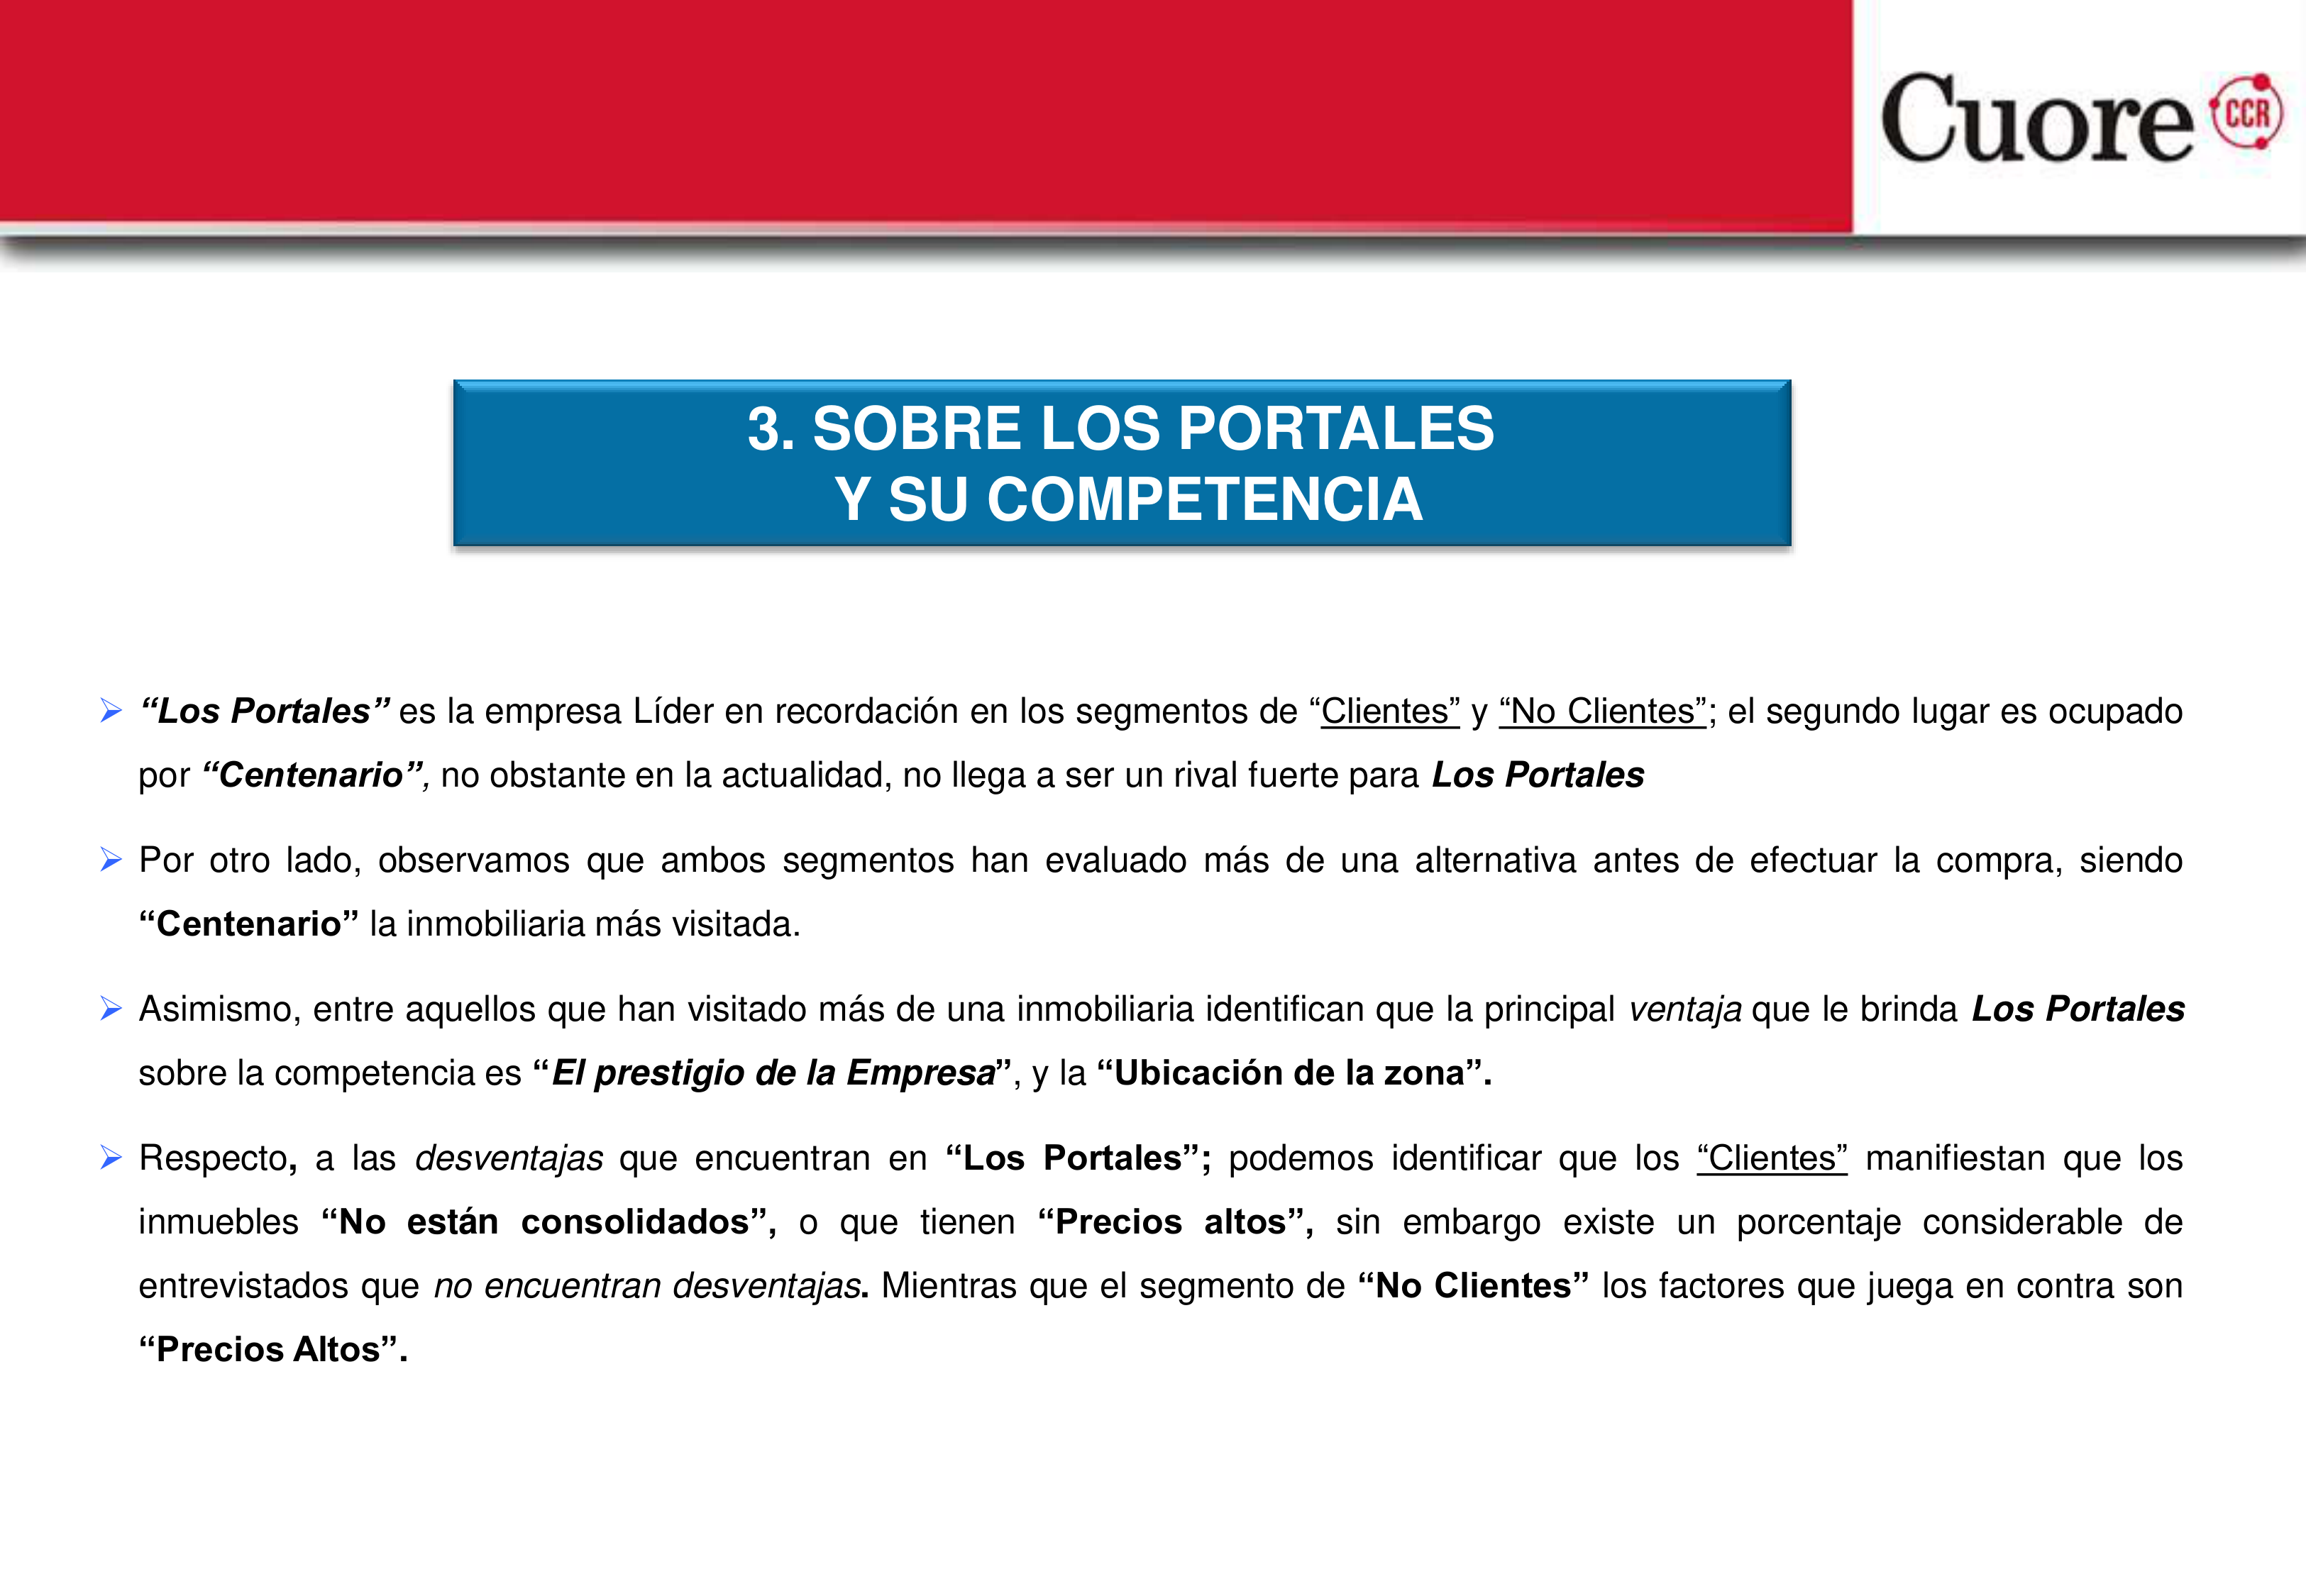 Cuore CCR
3. SOBRE LOS PORTALES
Y SU COMPETENCIA
“Los Portales” es la empresa Líder en recordación en los segmentos de “Clientes” y “No Clientes”; el segundo lugar es ocupado
por “Centenario”, no obstante en la actualidad, no llega a ser un rival fuerte para Los Portales
Por otro lado, observamos que ambos segmentos han evaluado más de una alternativa antes de efectuar la compra, siendo
“Centenario” la inmobiliaria más visitada.
Asimismo, entre aquellos que han visitado más de una inmobiliaria identifican que la principal ventaja que le brinda Los Portales
sobre la competencia es “El prestigio de la Empresa”, y la “Ubicación de la zona”.
Respecto, a las desventajas que encuentran en “Los Portales”; podemos identificar que los “Clientes” manifiestan que los
inmuebles “No están consolidados”, o que tienen “Precios altos”, sin embargo existe un porcentaje considerable de
entrevistados que no encuentran desventajas. Mientras que el segmento de “No Clientes” los factores que juega en contra son
“Precios Altos”.